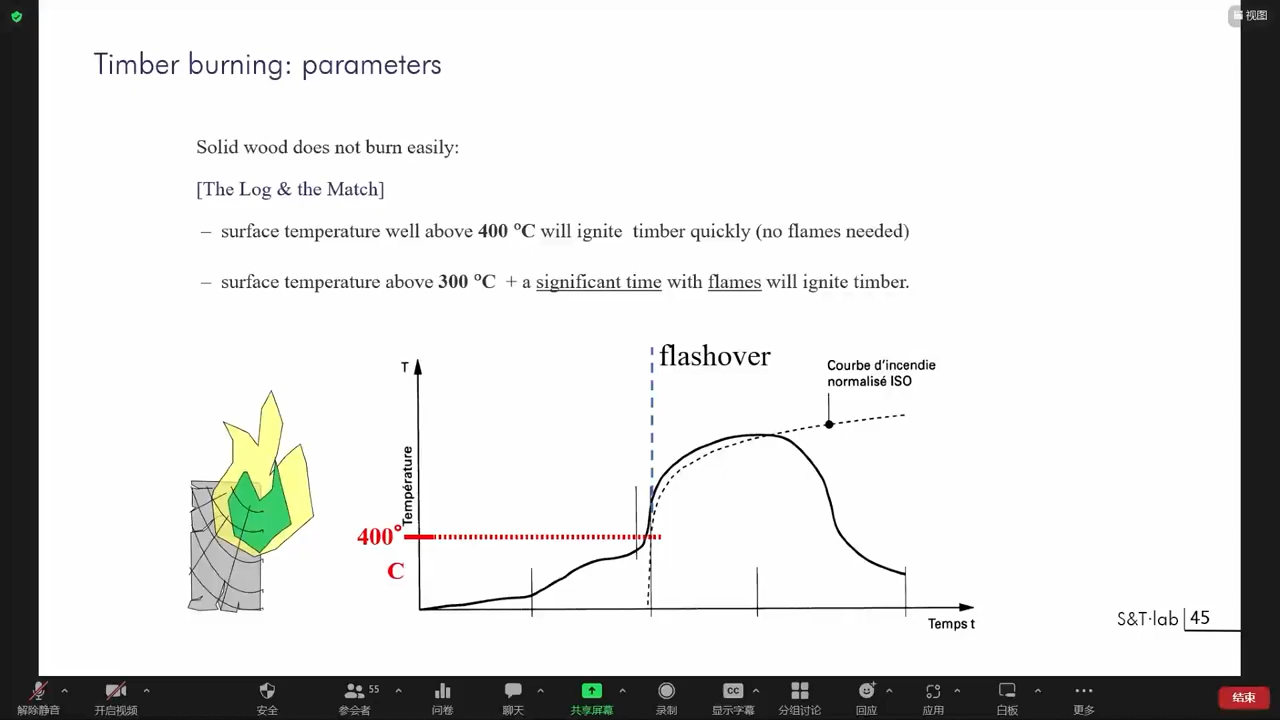 视图
Timber burning: parameters
Solid wood does not burn easily:
[The Log & the Match]
– surface temperature well above 400 °C will ignite timber quickly (no flames needed)
– surface temperature above 300 °C + a significant time with flames will ignite timber.
flashover
T
Courbe d'incendie
normalisé ISO
Température
400°
C
Temps t
S&T·lab 45
解除静音
开启视频
安全
55
参会者
问卷
聊天
共享屏幕
录制
CC
显示字幕
分组讨论
回应
应用
白板
更多
结束